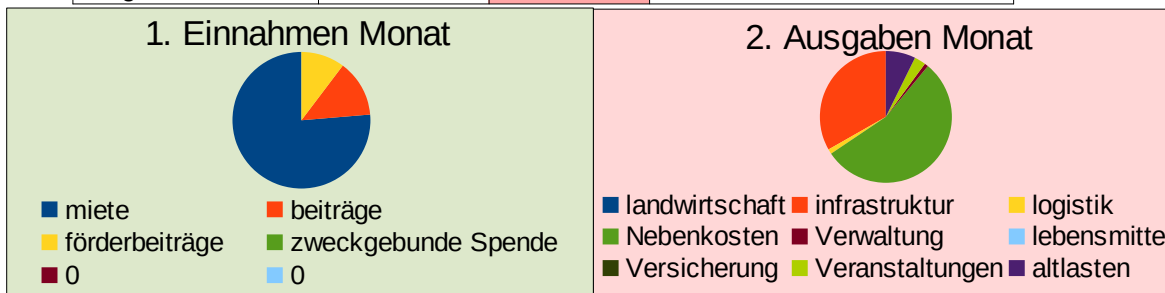 1. Einnahmen Monat
miete beiträge
förderbeiträge zweckgebunde Spende
0 0
2. Ausgaben Monat
landwirtschaft infrastruktur logistik
Nebenkosten Verwaltung lebensmitte
Versicherung Veranstaltungen altlasten